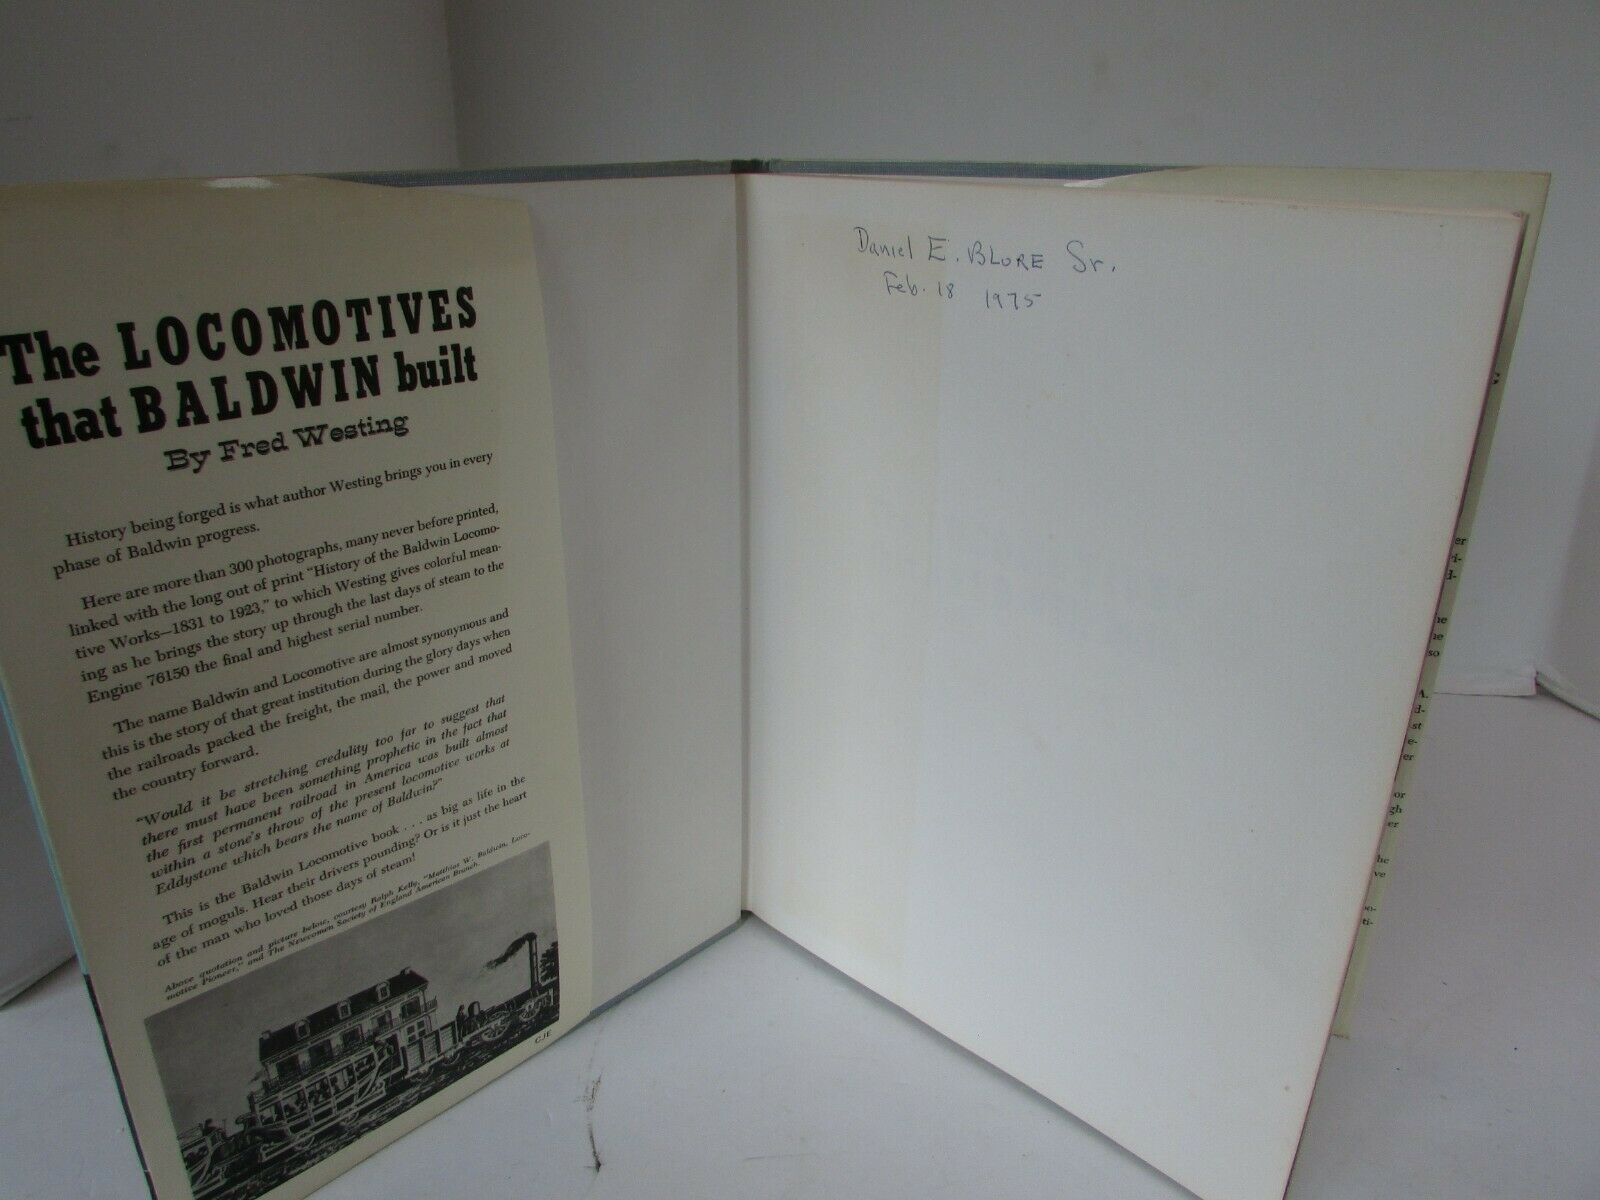 The LOCOMOTIVES
that BALDWIN built
By Fred Westing
History being forged is what author Westing brings you in every
phase of Baldwin progress.
Here are more than 300 photographs, many never before printed,
linked with the long out of print "History of the Baldwin Locomo-
tive Works—1831 to 1923," to which Westing gives colorful mean-
ing as he brings the story up through the last days of steam to the
Engine 76150 the final and highest serial number.
The name Baldwin and Locomotive are almost synonymous and
this is the story of that great institution during the glory days when
the railroads packed the freight, the mail, the power and moved
the country forward.
"Would it be stretching credulity too far to suggest that
there must have been something prophetic in the fact that
the first permanent railroad in America was built almost
within a stone's throw of the present locomotive works at
Eddystone which bears the name of Baldwin?"
This is the Baldwin Locomotive book . . . as big as life in the
age of moguls. Hear their drivers pounding? Or is it just the heart
of the man who loved those days of steam!
Above quotation and picture below, courtesy Ralph Kelly, "Matthias W. Baldwin, Loco-
motive Pioneer," and The Newcomen Society of England American Branch.
CJE
Daniel E. BLORE Sr.
Feb. 18 1975
er
d-
he
so
A.
d-
st
e-
er
or
gh
er
he
ve
ti-